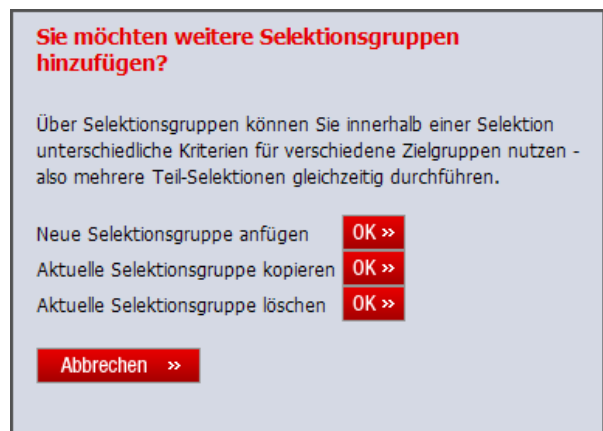 Sie möchten weitere Selektionsgruppen
hinzufügen?
Über Selektionsgruppen können Sie innerhalb einer Selektion
unterschiedliche Kriterien für verschiedene Zielgruppen nutzen -
also mehrere Teil-Selektionen gleichzeitig durchführen.
Neue Selektionsgruppe anfügen OK »
Aktuelle Selektionsgruppe kopieren OK »
Aktuelle Selektionsgruppe löschen OK »
Abbrechen »